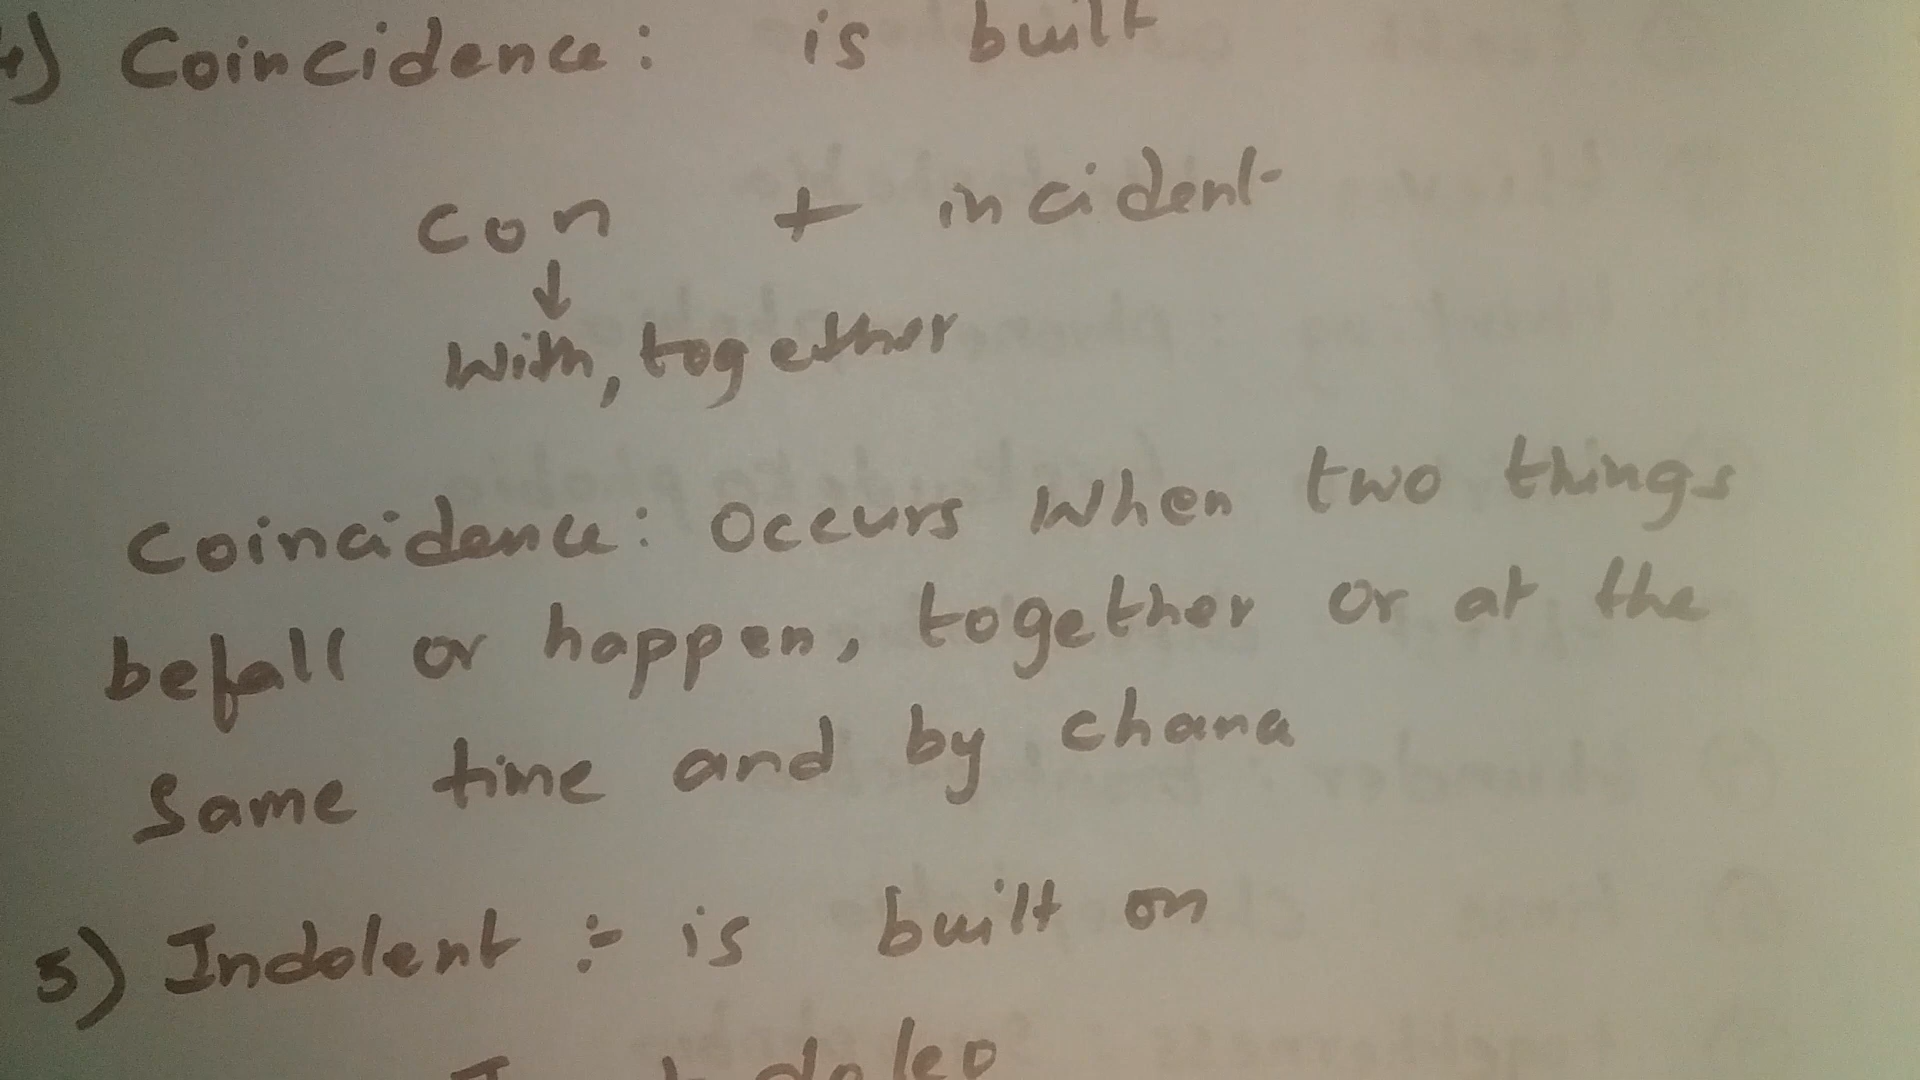 4) Coincidence: is built
con + incident
↓
with, together
Coincidence: occurs when two things
befall or happen, together or at the
same time and by chance
5) Indolent :- is built on
doleo